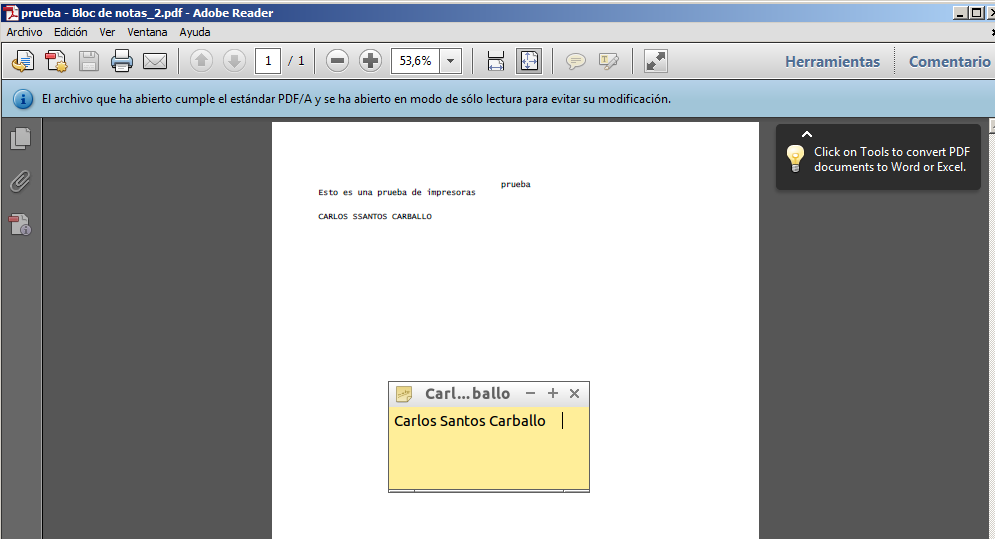 prueba - Bloc de notas_2.pdf - Adobe Reader
Archivo Edición Ver Ventana Ayuda
1 / 1 53,6% Herramientas Comentario
El archivo que ha abierto cumple el estándar PDF/A y se ha abierto en modo de sólo lectura para evitar su modificación.
Click on Tools to convert PDF
documents to Word or Excel.
prueba
Esto es una prueba de impresoras
CARLOS SSANTOS CARBALLO
Carl...ballo
Carlos Santos Carballo